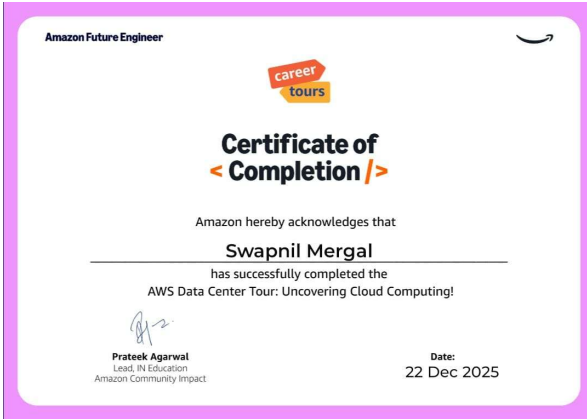 Amazon Future Engineer
career
tours
Certificate of
< Completion />
Amazon hereby acknowledges that
Swapnil Mergal
has successfully completed the
AWS Data Center Tour: Uncovering Cloud Computing!
Prateek Agarwal
Lead, IN Education
Amazon Community Impact
Date:
22 Dec 2025